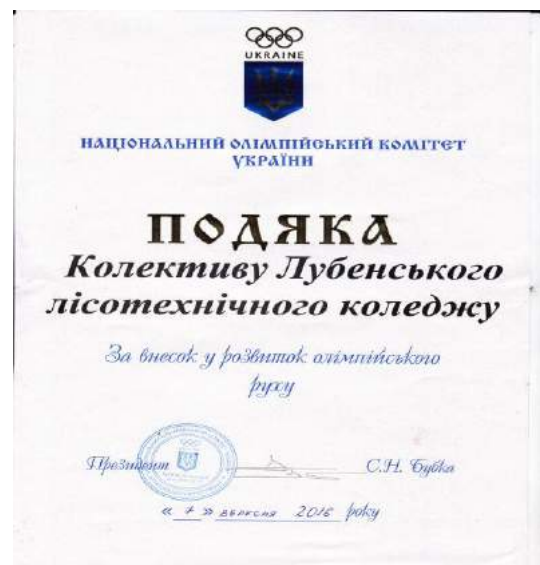 UKRAINE
НАЦІОНАЛЬНИЙ ОЛІМПІЙСЬКИЙ КОМІТЕТ
УКРАЇНИ
ПОДЯКА
Колективу Лубенського
лісотехнічного коледжу
За внесок у розвиток олімпійського
руху
Президент С.Н. Бубка
« 7 » вересня 2016 року